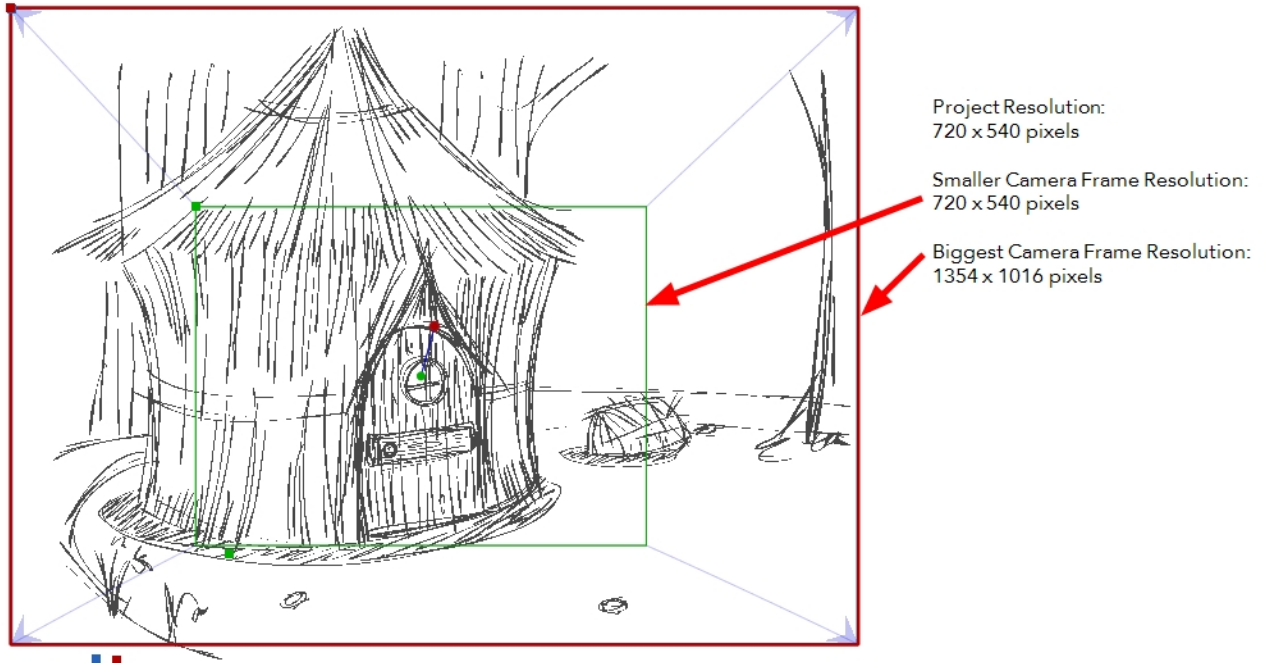 Project Resolution:
720 x 540 pixels
Smaller Camera Frame Resolution:
720 x 540 pixels
Biggest Camera Frame Resolution:
1354 x 1016 pixels